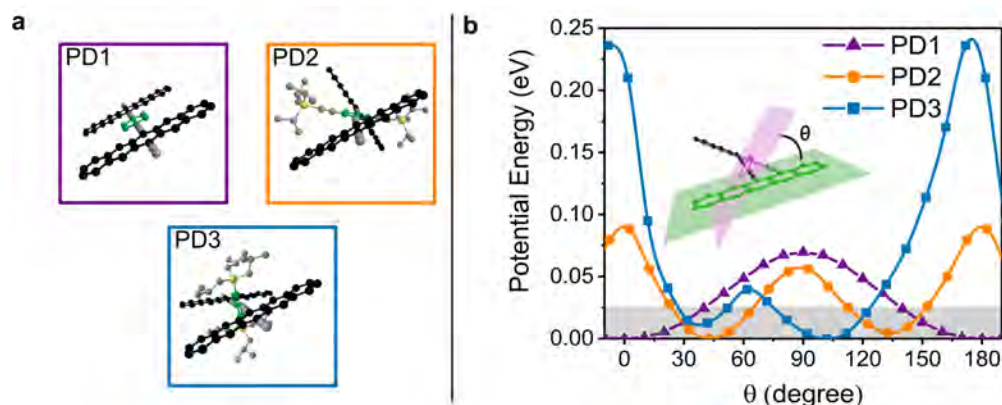 a
PD1
PD2
PD3
b
Potential Energy (eV)
0.25
0.20
0.15
0.10
0.05
0.00
PD1
PD2
PD3
θ
0 30 60 90 120 150 180
θ (degree)